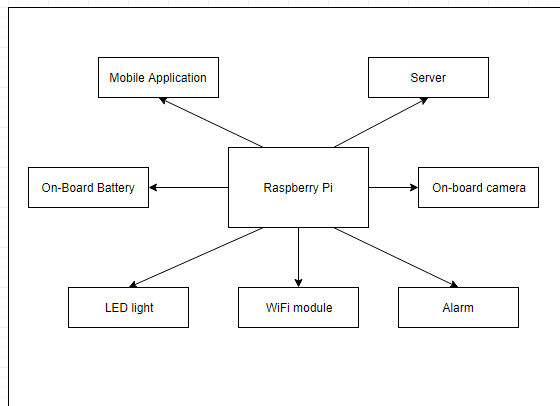 Mobile Application
Server
On-Board Battery
Raspberry Pi
On-board camera
LED light
WiFi module
Alarm